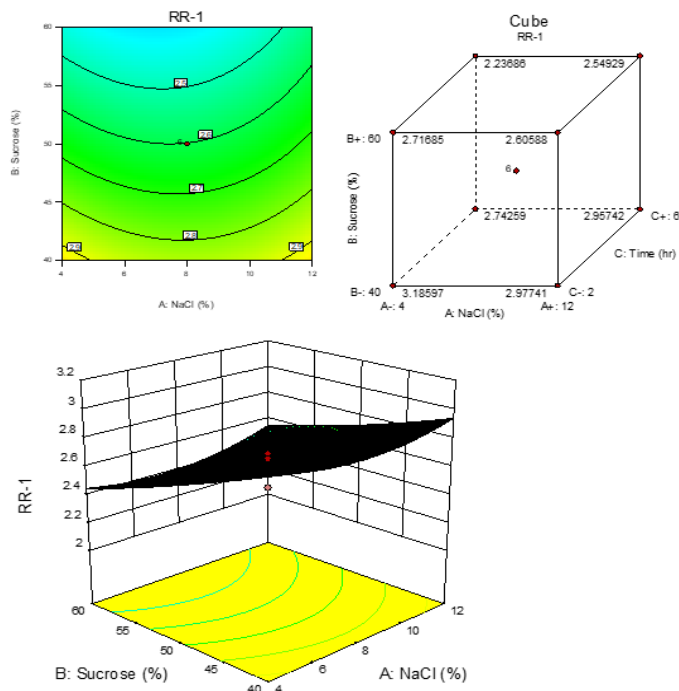 RR-1
60
55
50
45
40
B: Sucrose (%)
2.5
2.6
6
2.7
2.8
2.9
2.9
4
6
8
10
12
A: NaCl (%)
Cube
RR-1
2.23686
2.54929
B+: 60
2.71685
2.60588
6
B: Sucrose (%)
2.74259
2.95742
C+: 6
C: Time (hr)
B-: 40
3.18597
2.97741
C-: 2
A-: 4
A+: 12
A: NaCl (%)
3.2
3
2.8
2.6
2.4
2.2
2
RR-1
60
55
50
45
40
B: Sucrose (%)
4
6
8
10
12
A: NaCl (%)